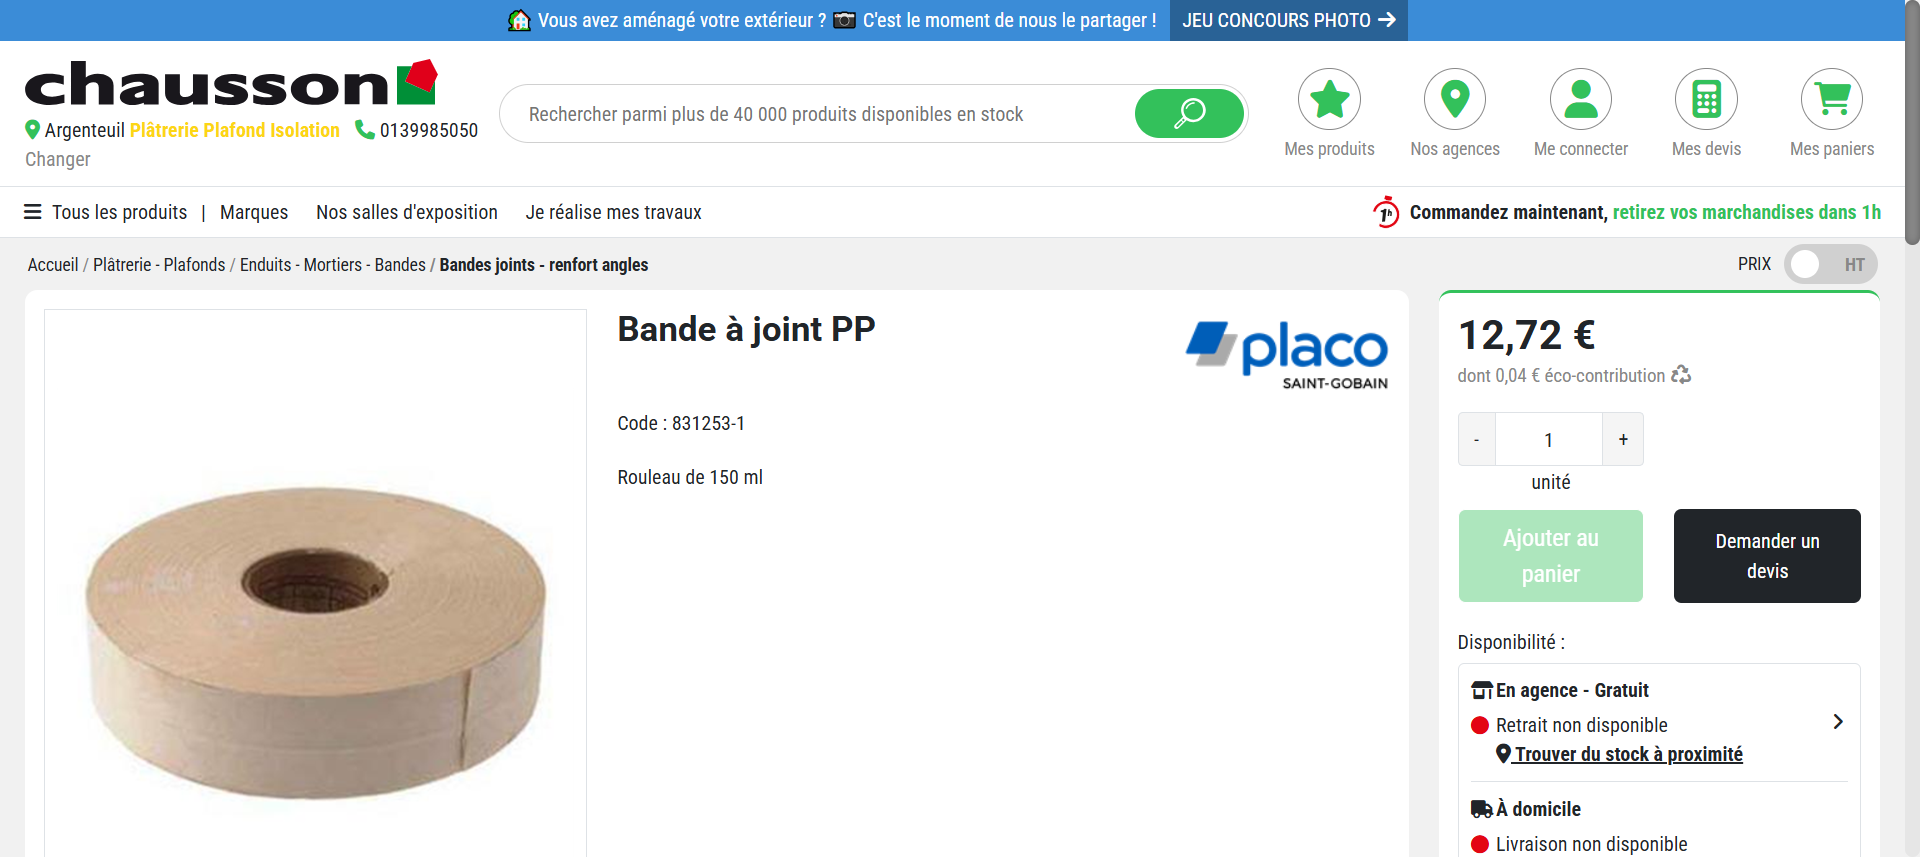 Vous avez aménagé votre extérieur ? C'est le moment de nous le partager ! JEU CONCOURS PHOTO
chausson
Argenteuil Plâtrerie Plafond Isolation 0139985050
Changer
Rechercher parmi plus de 40 000 produits disponibles en stock
Mes produits
Nos agences
Me connecter
Mes devis
Mes paniers
Tous les produits | Marques Nos salles d'exposition Je réalise mes travaux
1h Commandez maintenant, retirez vos marchandises dans 1h
Accueil / Plâtrerie - Plafonds / Enduits - Mortiers - Bandes / Bandes joints - renfort angles
PRIX HT
Bande à joint PP
placo
SAINT-GOBAIN
Code : 831253-1
Rouleau de 150 ml
12,72 €
dont 0,04 € éco-contribution
- 1 +
unité
Ajouter au
panier
Demander un
devis
Disponibilité :
En agence - Gratuit
Retrait non disponible
Trouver du stock à proximité
À domicile
Livraison non disponible